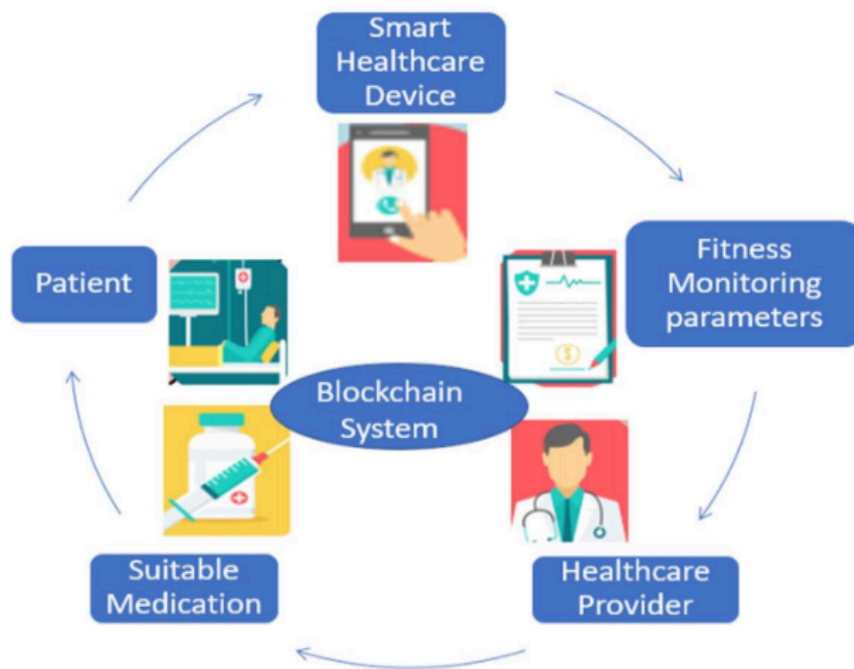 Smart
Healthcare
Device
Fitness
Monitoring
parameters
Patient
Blockchain
System
Suitable
Medication
Healthcare
Provider